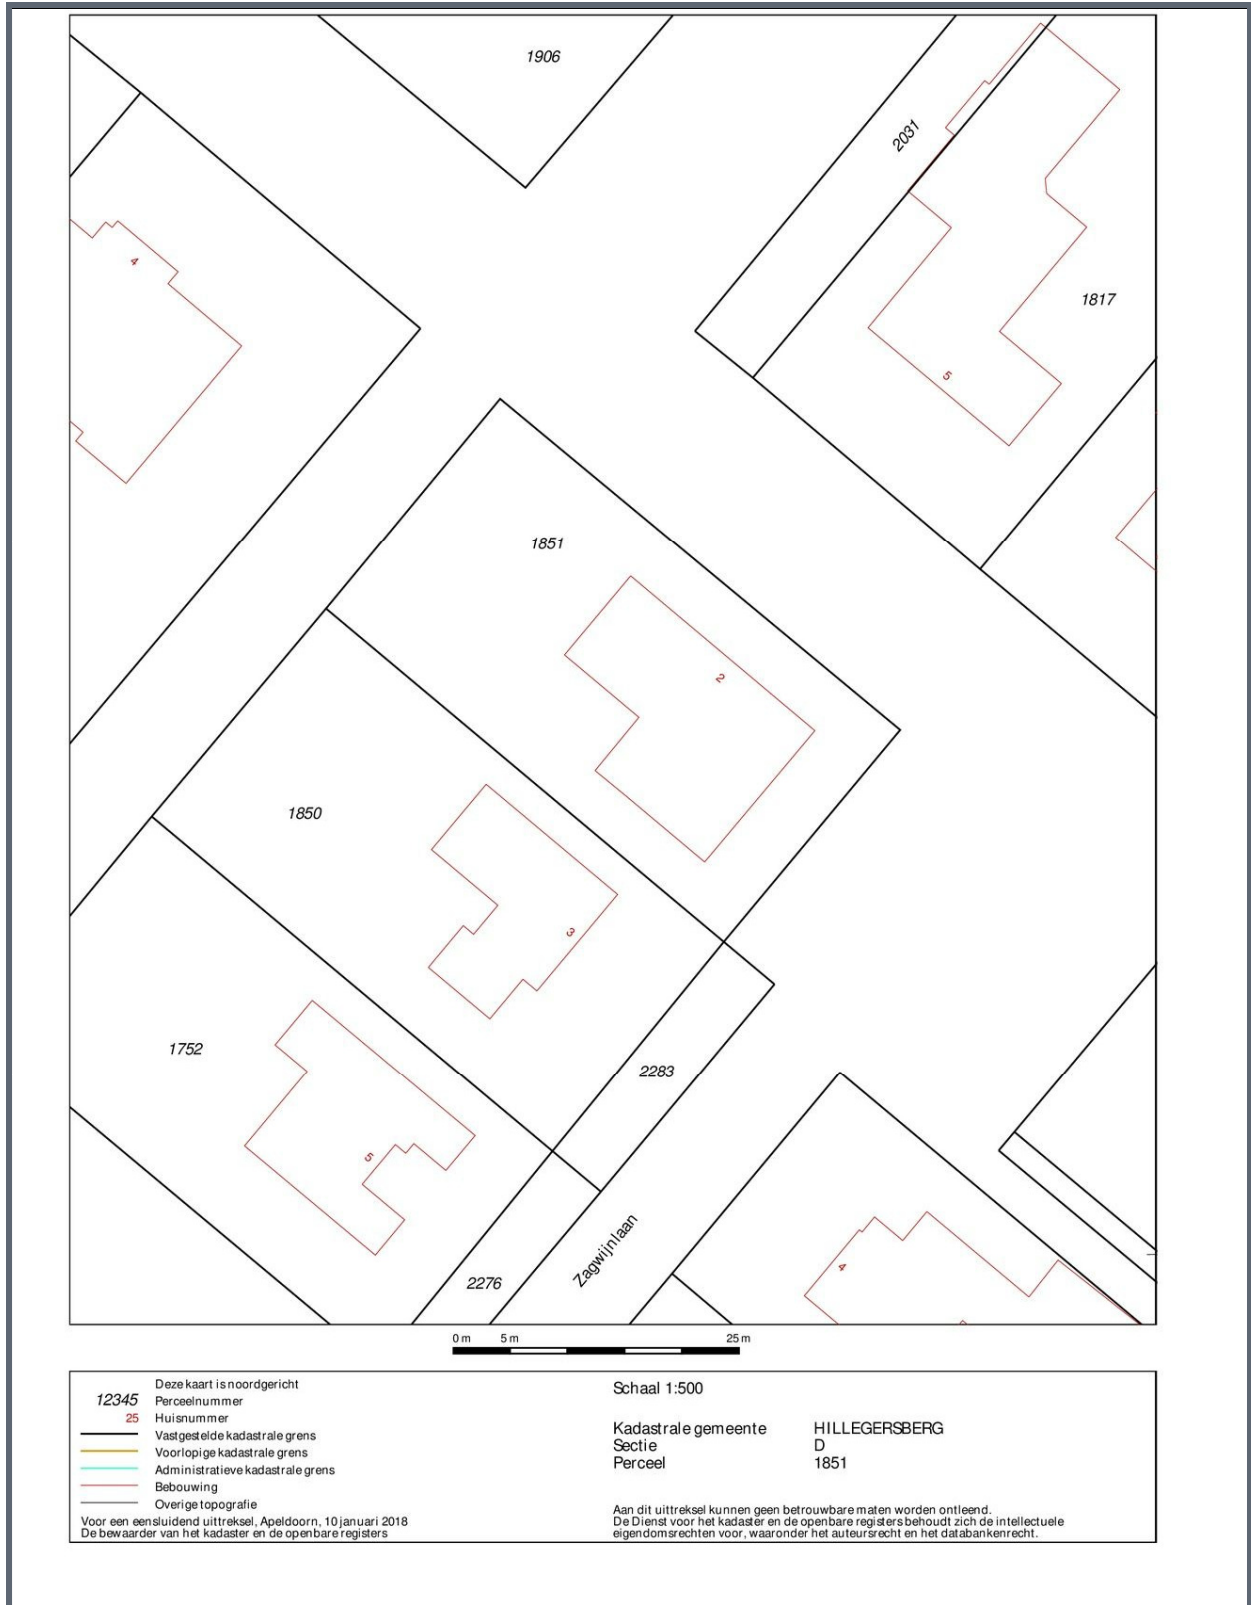 1906
2031
4
1817
5
1851
2
1850
3
1752
2283
5
Zagwijnlaan
4
2276
0 m 5 m 25 m
Deze kaart is noordgericht
12345 Perceelnummer
25 Huisnummer
Vastgestelde kadastrale grens
Voorlopige kadastrale grens
Administratieve kadastrale grens
Bebouwing
Overige topografie
Voor een eensluidend uittreksel, Apeldoorn, 10 januari 2018
De bewaarder van het kadaster en de openbare registers
Schaal 1:500
Kadastrale gemeente HILLEGERSBERG
Sectie D
Perceel 1851
Aan dit uittreksel kunnen geen betrouwbare maten worden ontleend.
De Dienst voor het kadaster en de openbare registers behoudt zich de intellectuele
eigendomsrechten voor, waaronder het auteursrecht en het databankenrecht.